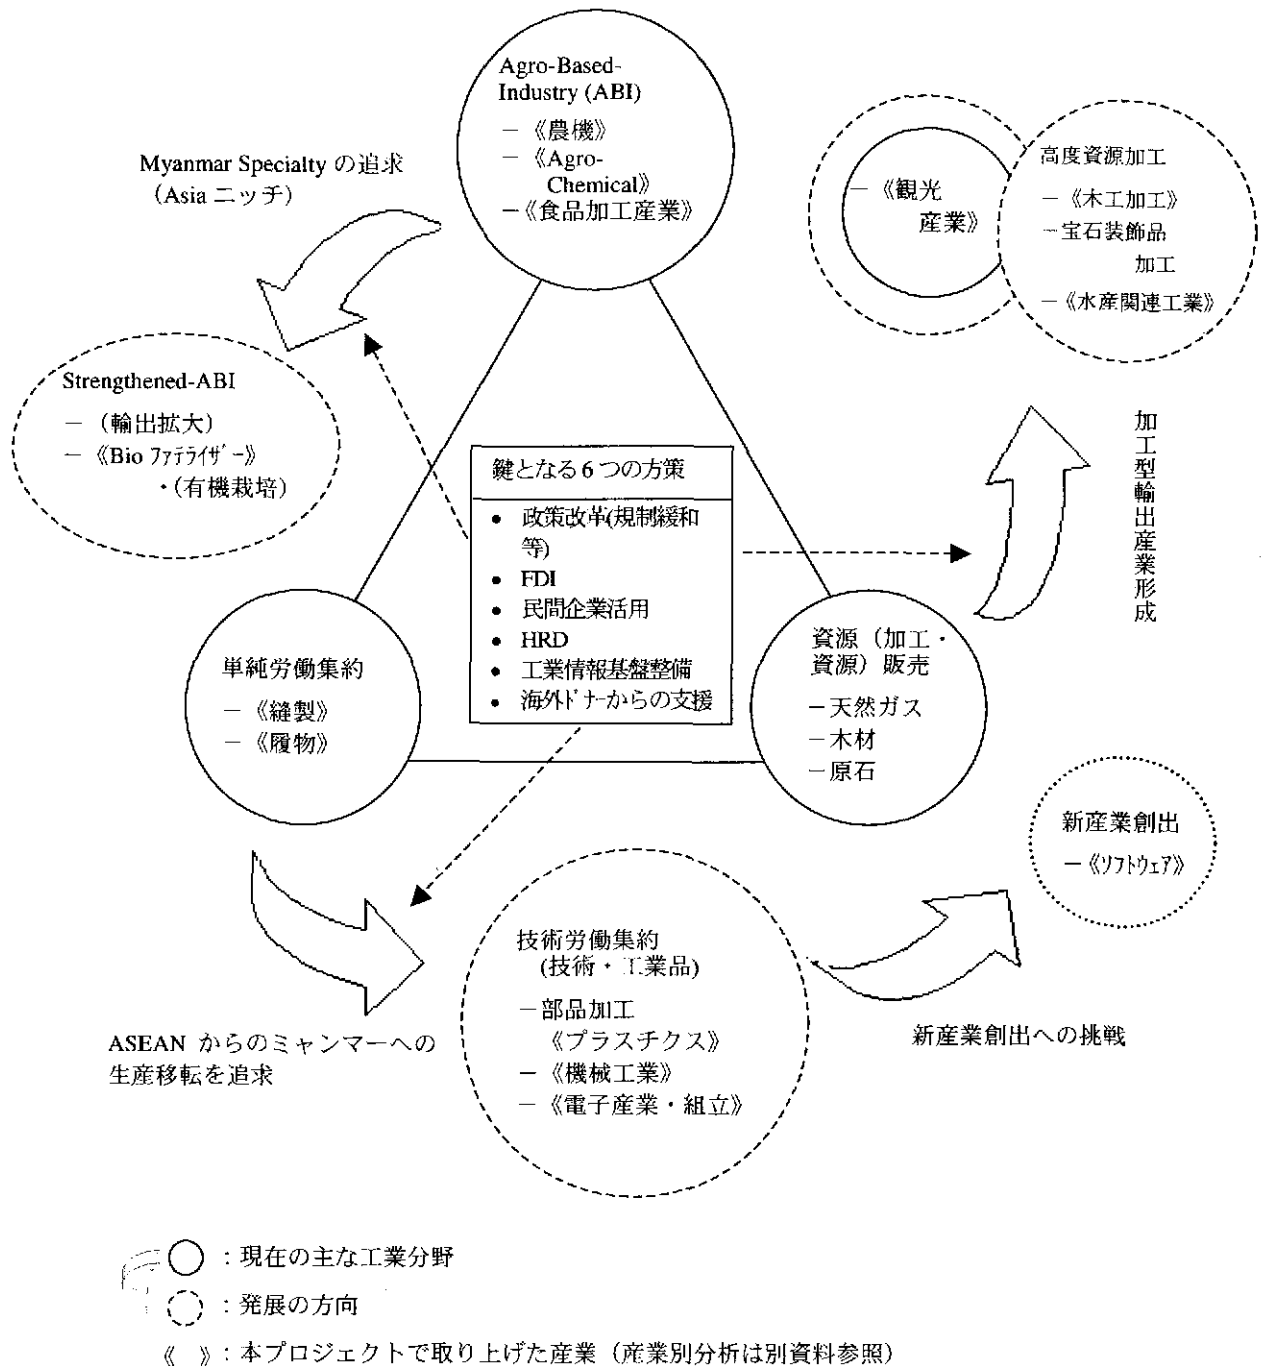 Agro-Based-
Industry (ABI)
－《農機》
－《Agro-
Chemical》
－《食品加工産業》
Myanmar Specialty の追求
（Asia ニッチ）
－《観光
産業》
高度資源加工
－《木工加工》
－宝石装飾品
加工
－《水産関連工業》
Strengthened-ABI
－（輸出拡大）
－《Bio ファテライザー》
・（有機栽培）
鍵となる6つの方策
● 政策改革(規制緩和
等)
● FDI
● 民間企業活用
● HRD
● 工業情報基盤整備
● 海外ドナーからの支援
加工型輸出産業形成
単純労働集約
－《縫製》
－《履物》
資源（加工・
資源）販売
－天然ガス
－木材
－原石
新産業創出
－《ソフトウェア》
技術労働集約
(技術・工業品)
－部品加工
《プラスチクス》
－《機械工業》
－《電子産業・組立》
ASEAN からのミャンマーへの
生産移転を追求
新産業創出への挑戦
：現在の主な工業分野
：発展の方向
《　》：本プロジェクトで取り上げた産業（産業別分析は別資料参照）